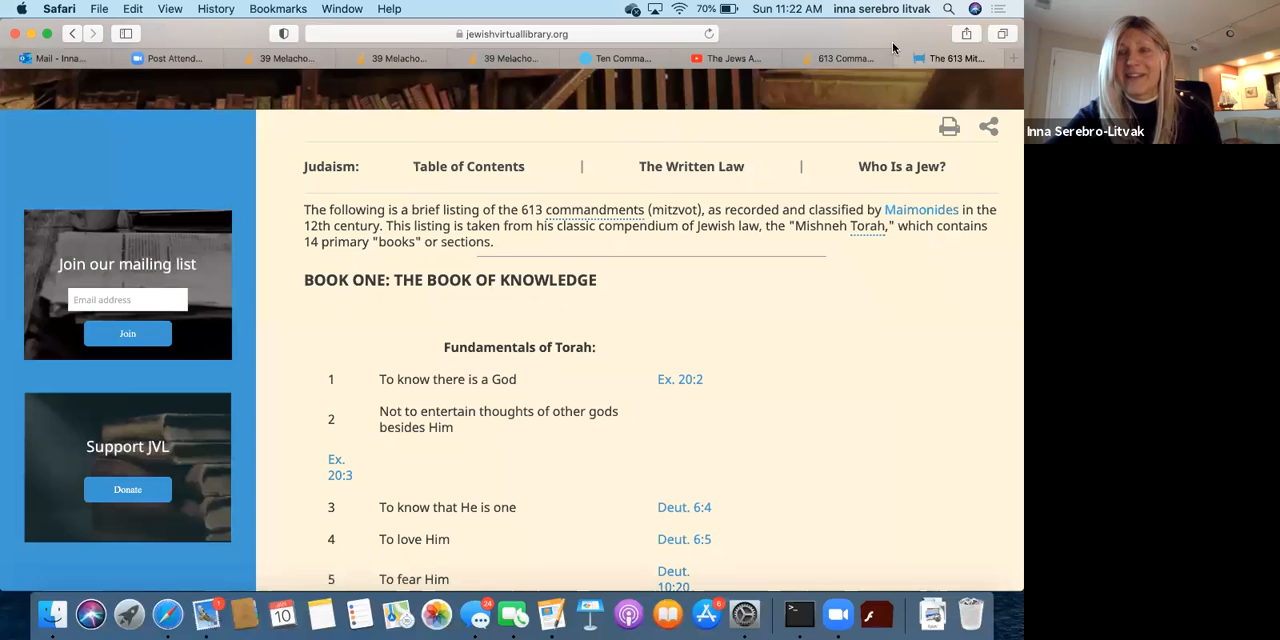 Safari File Edit View History Bookmarks Window Help 70% Sun 11:22 AM inna serebro litvak
jewishvirtuallibrary.org
Mail - Inna... Post Attend... 39 Melacho... 39 Melacho... 39 Melacho... Ten Comma... The Jews A... 613 Comma... The 613 Mit...
Inna Serebro-Litvak
Judaism: Table of Contents | The Written Law | Who Is a Jew?
The following is a brief listing of the 613 commandments (mitzvot), as recorded and classified by Maimonides in the
12th century. This listing is taken from his classic compendium of Jewish law, the "Mishneh Torah," which contains
14 primary "books" or sections.
BOOK ONE: THE BOOK OF KNOWLEDGE
Fundamentals of Torah:
1 To know there is a God Ex. 20:2
2 Not to entertain thoughts of other gods
besides Him
Ex.
20:3
3 To know that He is one Deut. 6:4
4 To love Him Deut. 6:5
5 To fear Him Deut.
10:20
Join our mailing list
Email address
Join
Support JVL
Donate
1
JAN
10
24
6